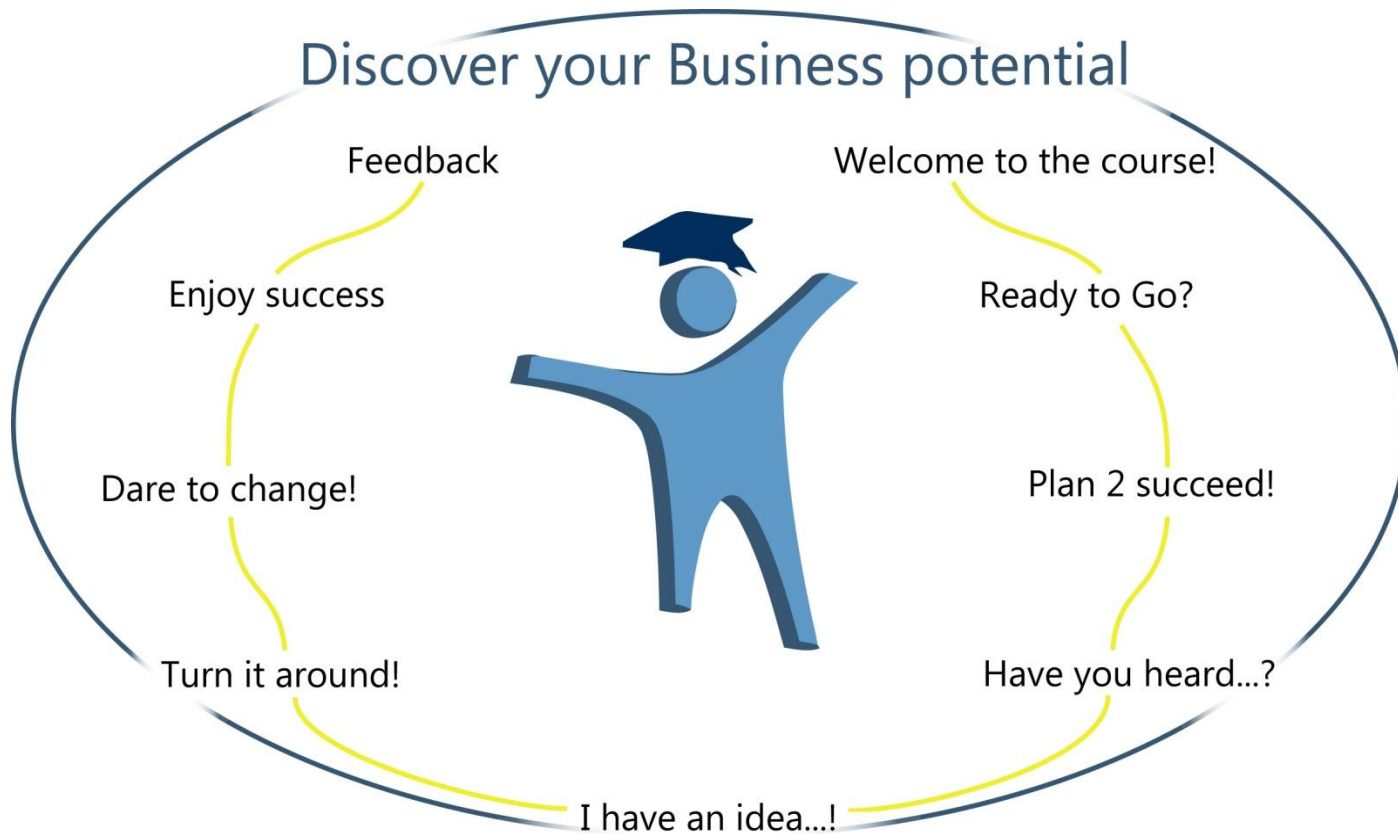 Discover your Business potential
Feedback
Welcome to the course!
Enjoy success
Ready to Go?
Dare to change!
Plan 2 succeed!
Turn it around!
Have you heard...?
I have an idea...!